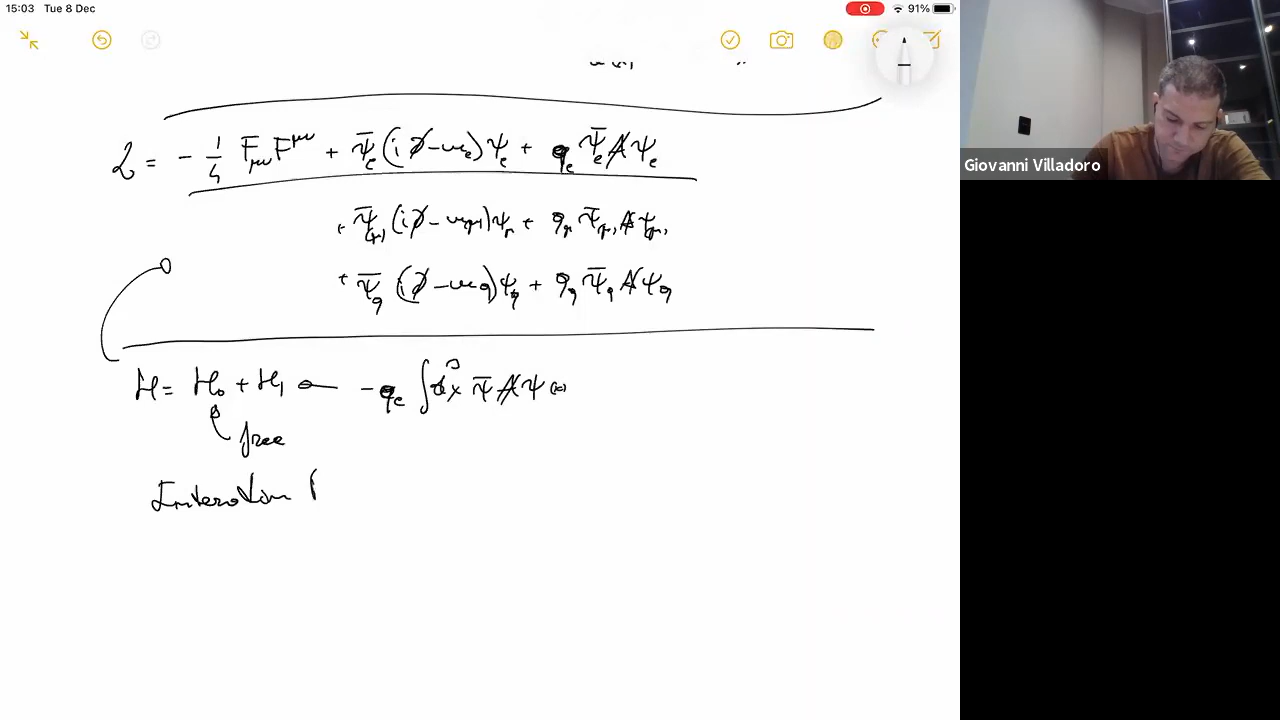 15:03 Tue 8 Dec
91%
ℒ = - 1/4 F_μν F^μν + ψ̄_e (i∂̸ - m_e) ψ_e + q_e ψ̄_e A̸ ψ_e
+ ψ̄_μ (i∂̸ - m_μ) ψ_μ + q_μ ψ̄_μ A̸ ψ_μ
+ ψ̄_q (i∂̸ - m_q) ψ_q + q_q ψ̄_q A̸ ψ_q
H = H_0 + H_1 - q_e ∫ d^3x ψ̄ A̸ ψ (x)
free
Interaction
Giovanni Villadoro